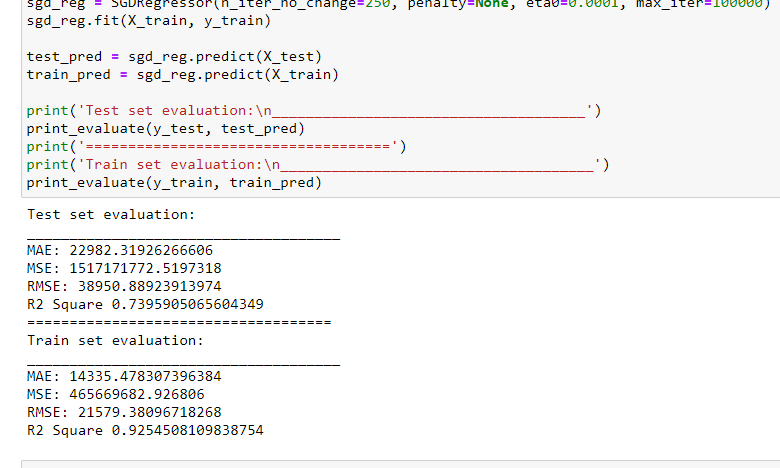 sgd_reg = SGDRegressor(n_iter_no_change=250, penalty=None, eta0=0.0001, max_iter=100000)
sgd_reg.fit(X_train, y_train)
test_pred = sgd_reg.predict(X_test)
train_pred = sgd_reg.predict(X_train)
print('Test set evaluation:\n_____________________________________')
print_evaluate(y_test, test_pred)
print('====================================')
print('Train set evaluation:\n_____________________________________')
print_evaluate(y_train, train_pred)
Test set evaluation:
_____________________________________
MAE: 22982.31926266606
MSE: 1517171772.5197318
RMSE: 38950.88923913974
R2 Square 0.7395905065604349
====================================
Train set evaluation:
_____________________________________
MAE: 14335.478307396384
MSE: 465669682.926806
RMSE: 21579.38096718268
R2 Square 0.9254508109838754